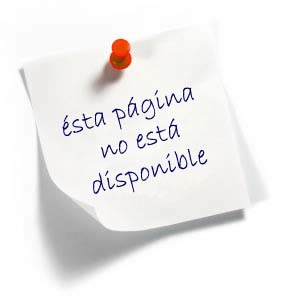 ésta página
no está
disponible